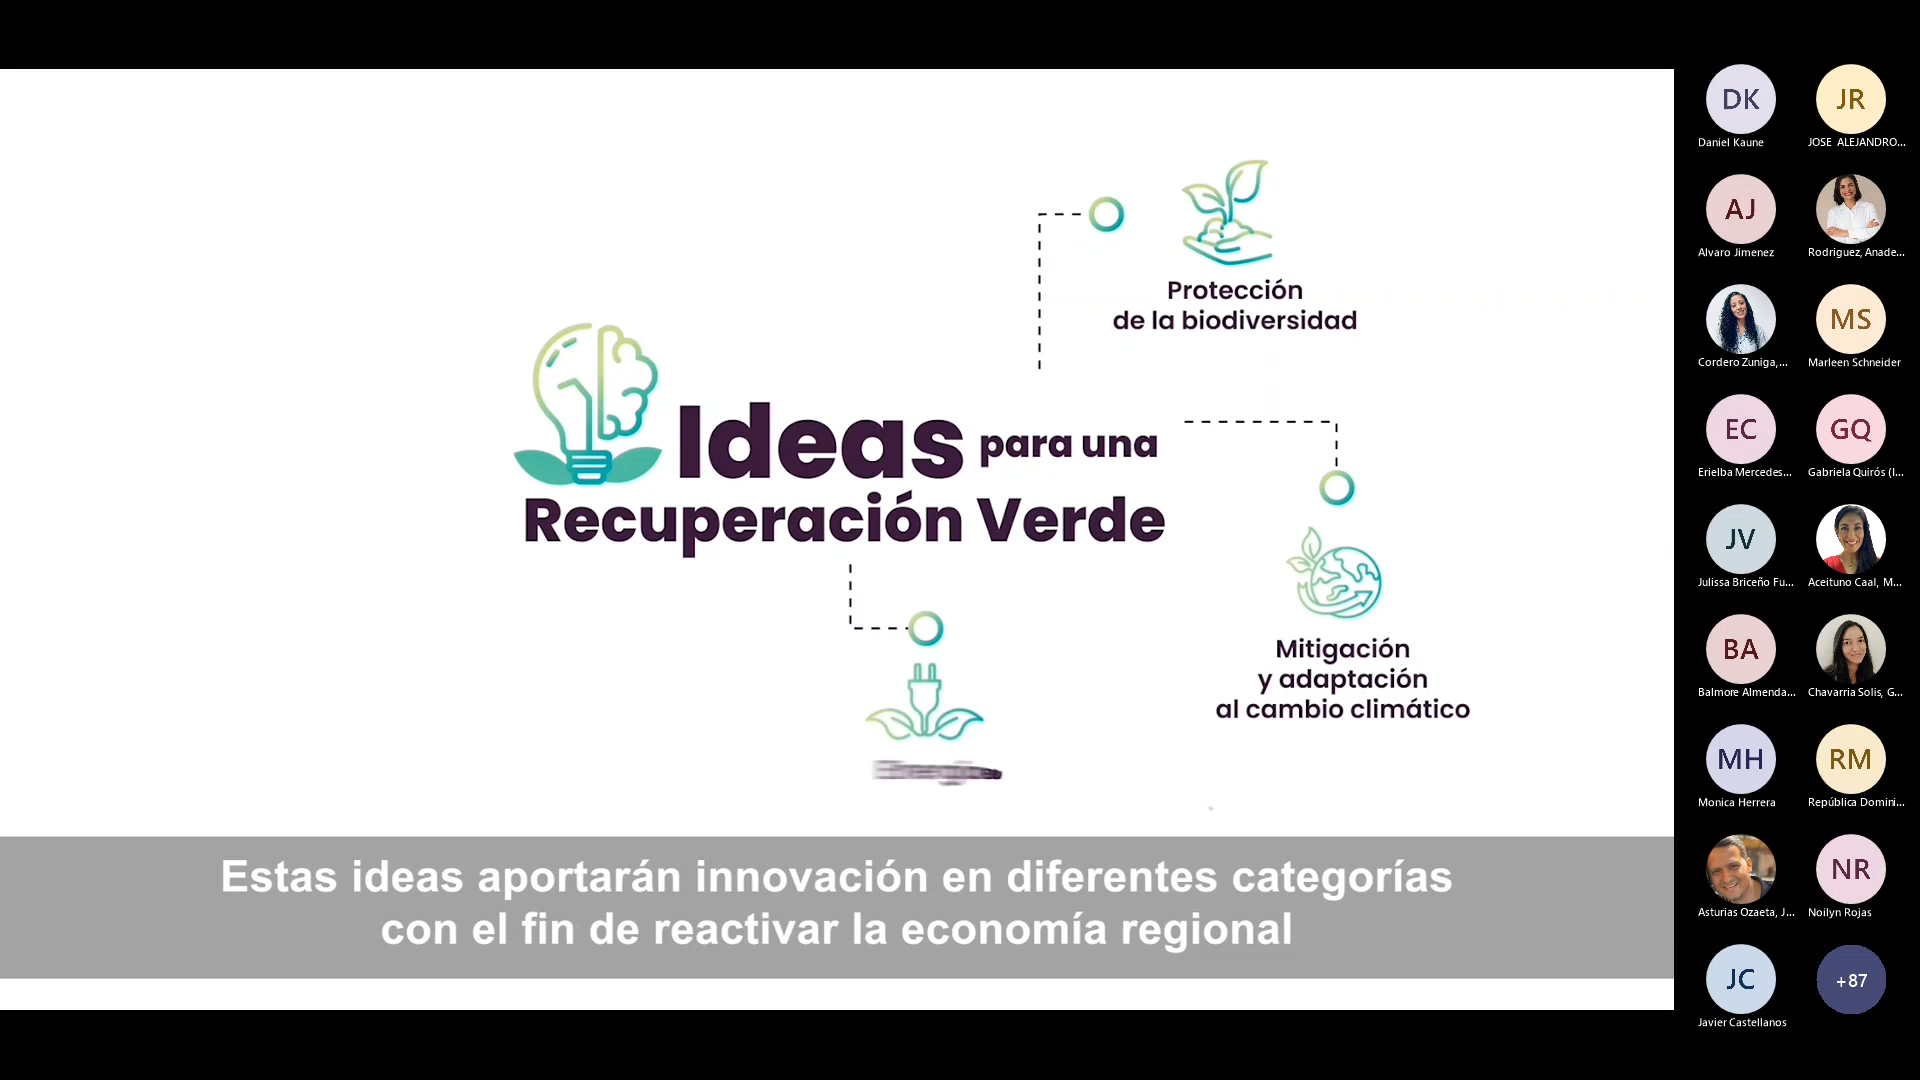 Protección
de la biodiversidad
Ideas para una
Recuperación Verde
Mitigación
y adaptación
al cambio climático
Estas ideas aportarán innovación en diferentes categorías
con el fin de reactivar la economía regional
DK
Daniel Kaune
JR
JOSE ALEJANDRO...
AJ
Alvaro Jimenez
Rodriguez, Anade...
Cordero Zuniga,...
MS
Marleen Schneider
EC
Erielba Mercedes...
GQ
Gabriela Quirós (I...
JV
Julissa Briceño Fu...
Aceituno Caal, M...
BA
Balmore Almenda...
Chavarria Solis, G...
MH
Monica Herrera
RM
República Domini...
Asturias Ozaeta, J...
NR
Noilyn Rojas
JC
Javier Castellanos
+87